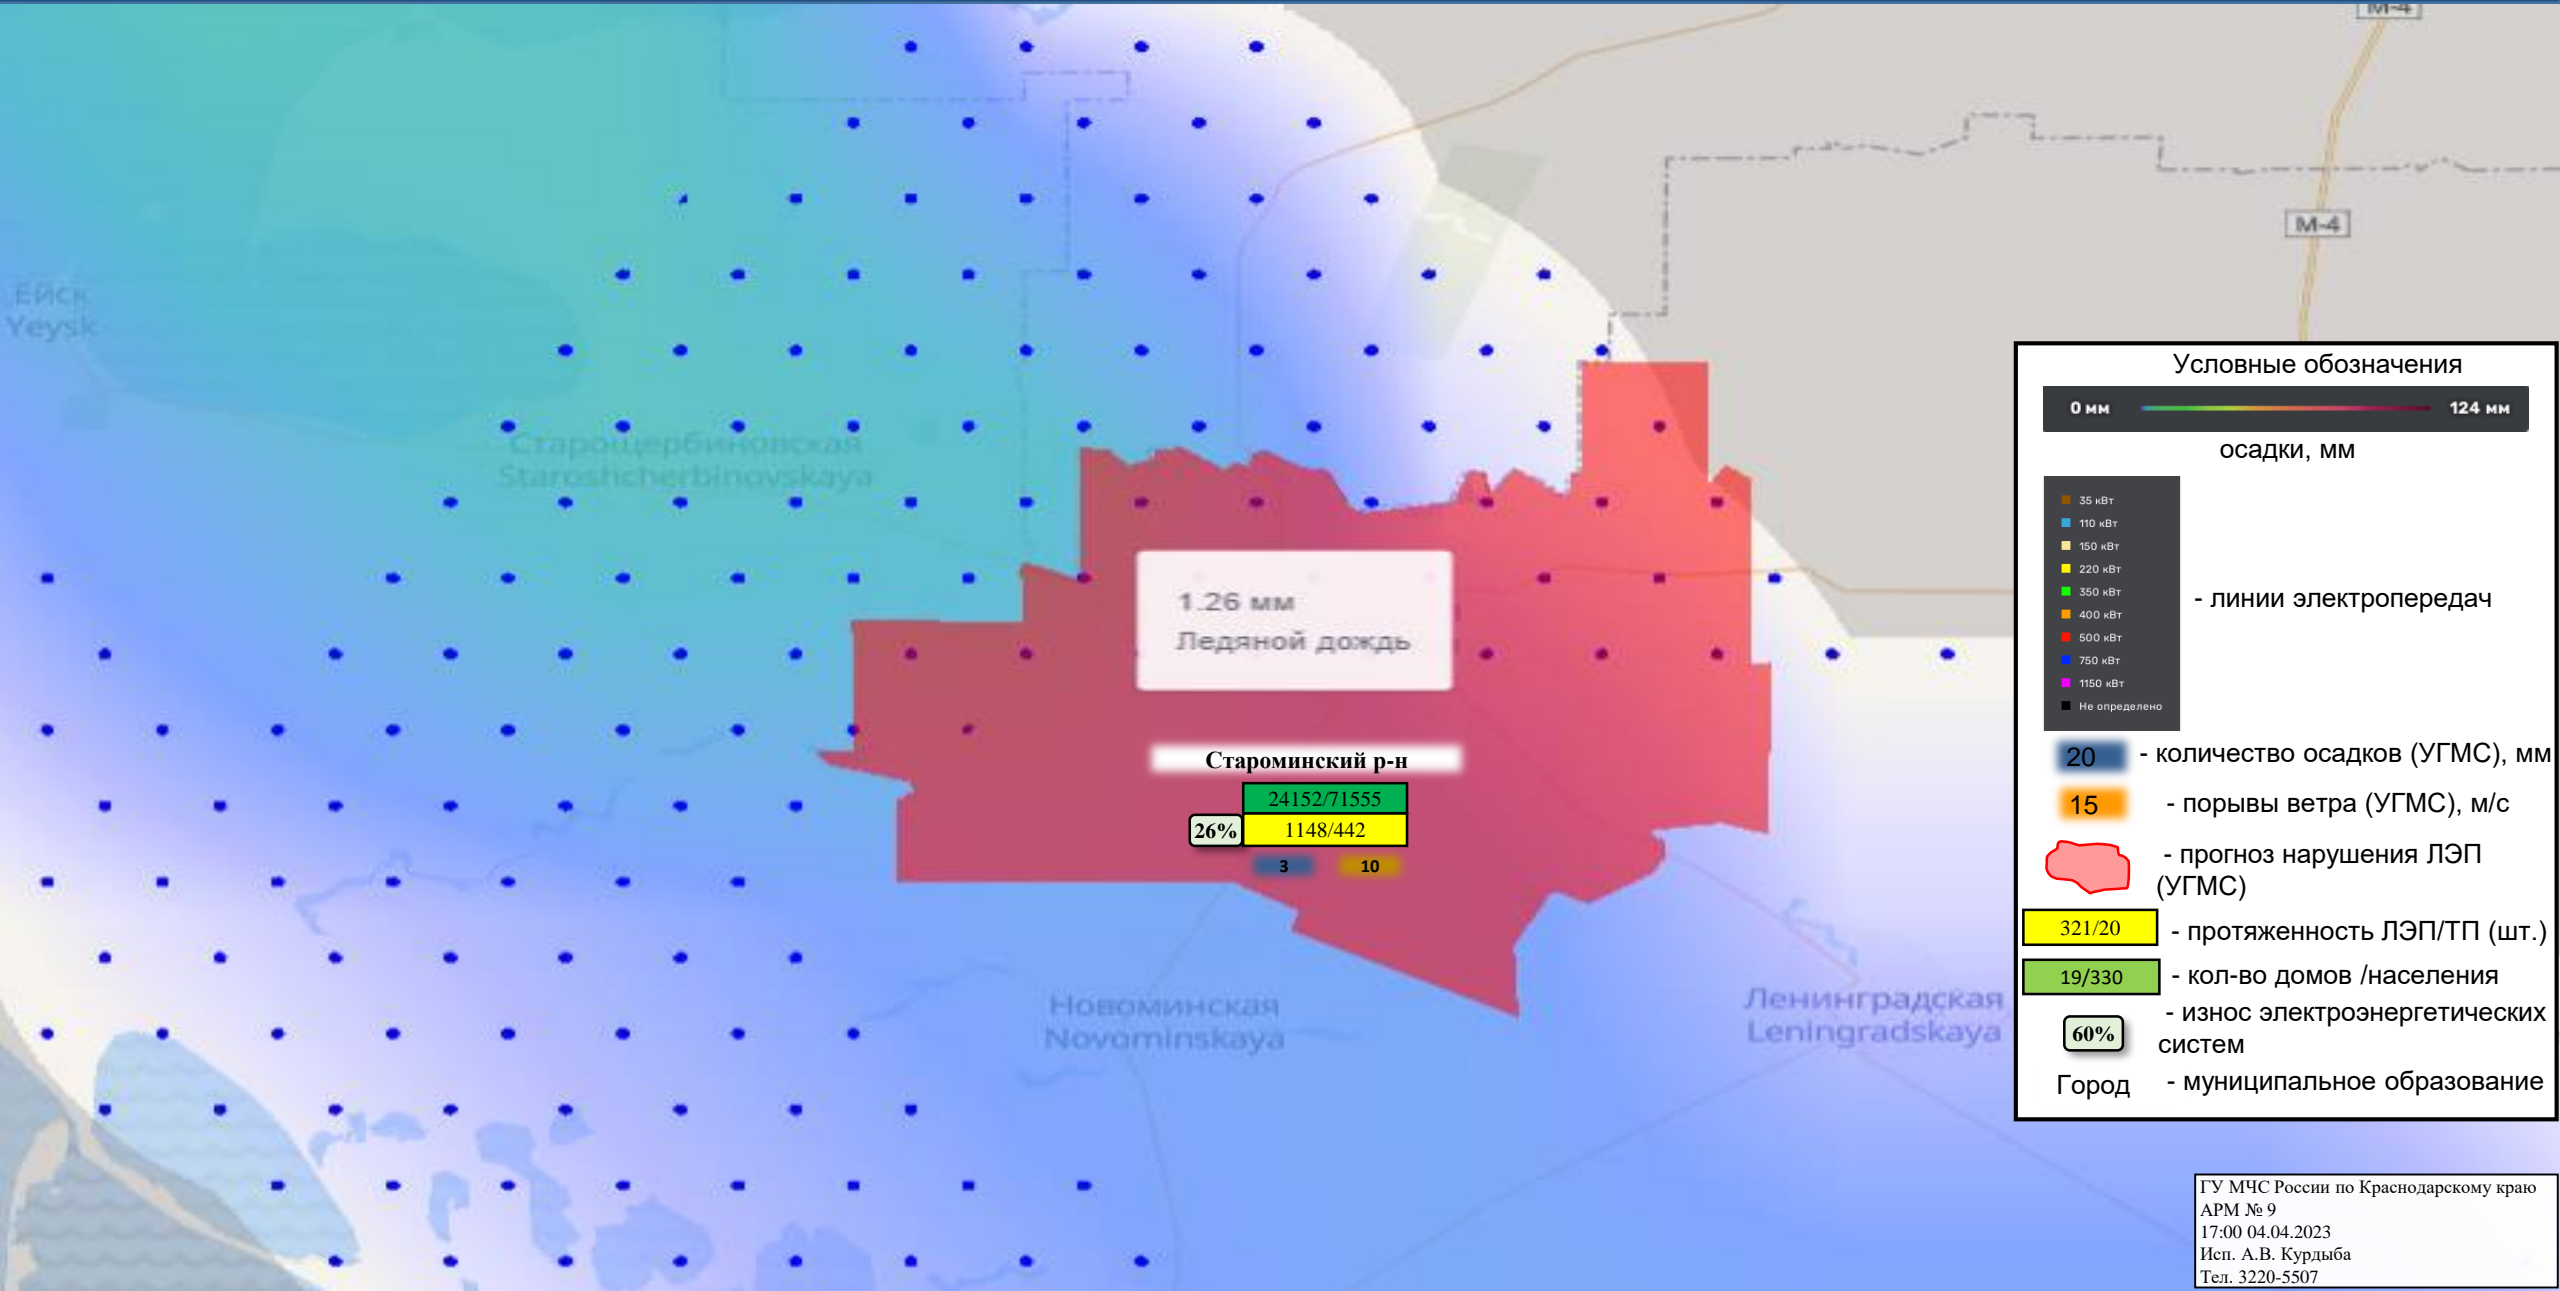 М-4
М-4
Ейск
Yeysk
Старощербиновская
Staroshcherbinovskaya
1.26 мм
Ледяной дождь
Староминский р-н
24152/71555
26%
1148/442
3
10
Новоминская
Novominskaya
Ленинградская
Leningradskaya
Условные обозначения
0 мм
124 мм
осадки, мм
35 кВт
110 кВт
150 кВт
220 кВт
350 кВт
400 кВт
500 кВт
750 кВт
1150 кВт
Не определено
- линии электропередач
20 - количество осадков (УГМС), мм
15 - порывы ветра (УГМС), м/с
- прогноз нарушения ЛЭП
(УГМС)
321/20 - протяженность ЛЭП/ТП (шт.)
19/330 - кол-во домов /населения
- износ электроэнергетических
60% систем
Город - муниципальное образование
ГУ МЧС России по Краснодарскому краю
АРМ № 9
17:00 04.04.2023
Исп. А.В. Курдыба
Тел. 3220-5507